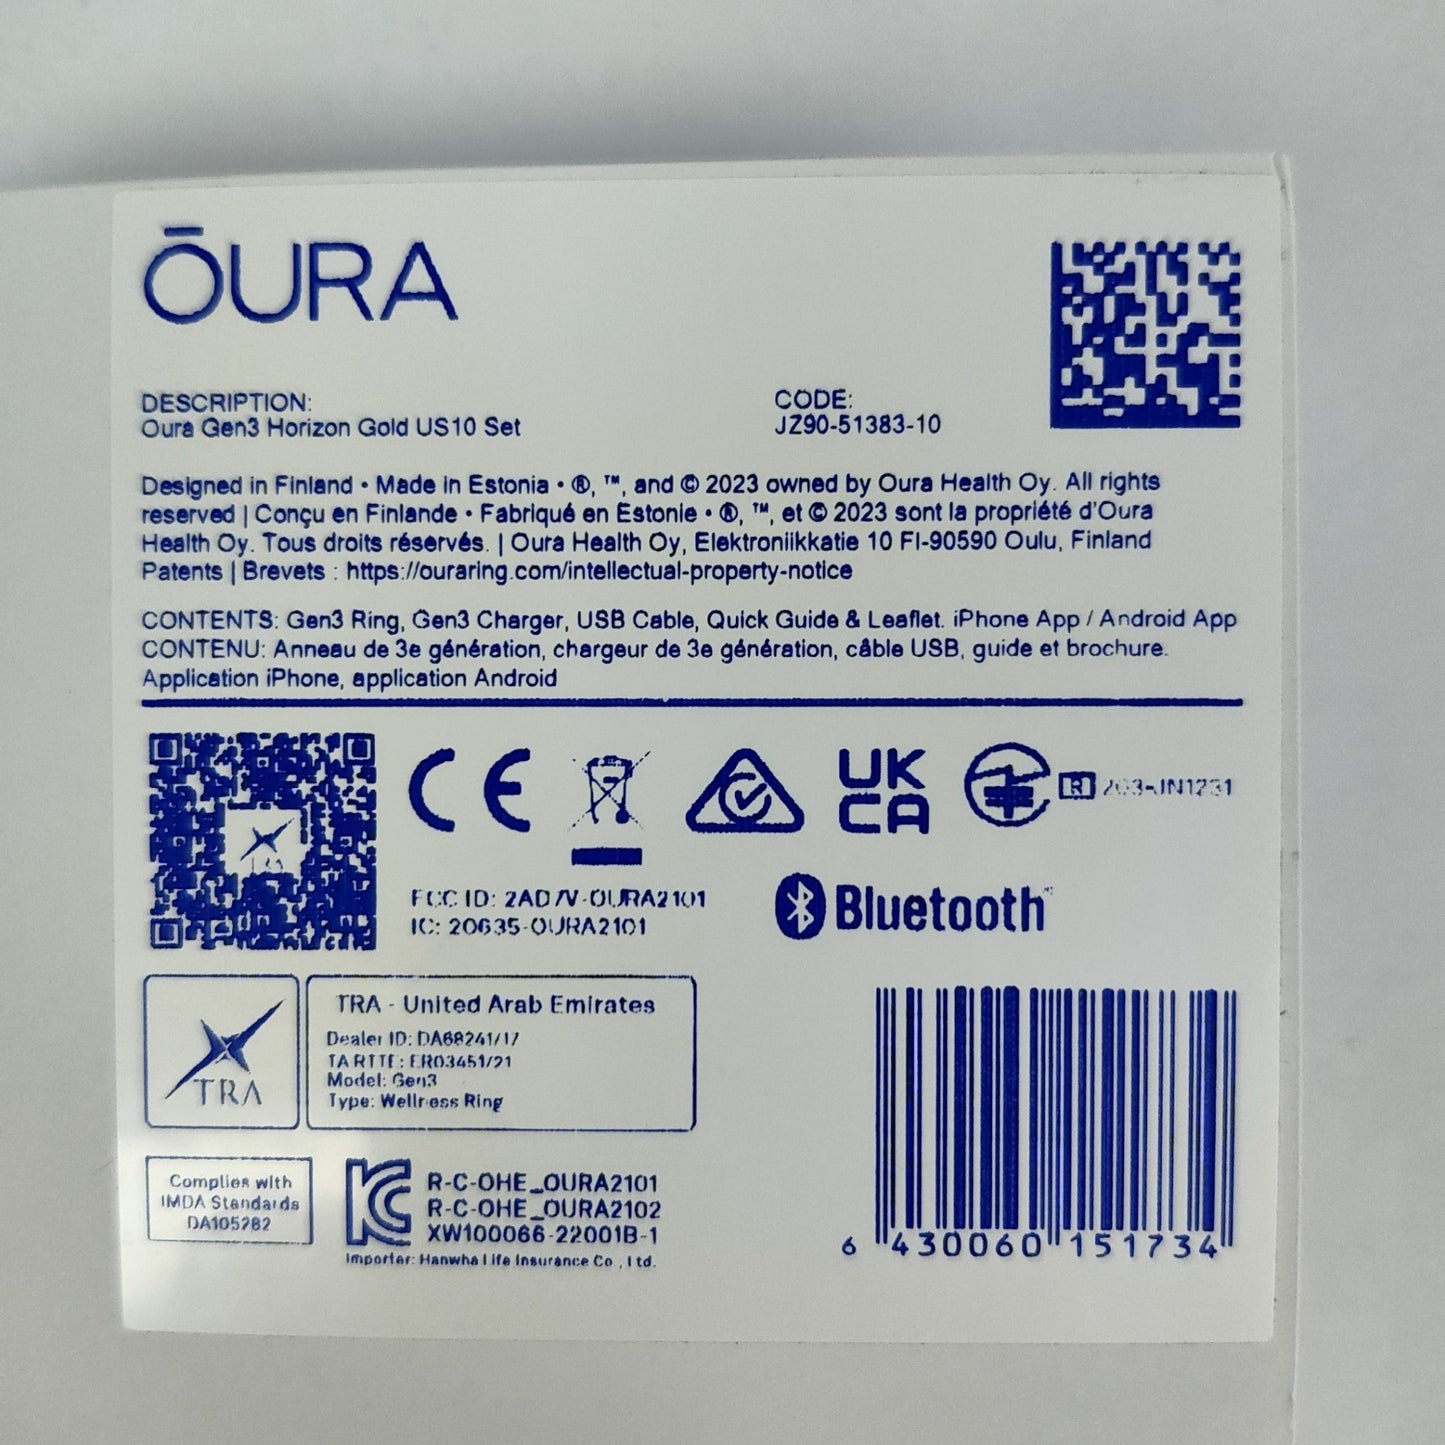 ŌURA
DESCRIPTION:
Oura Gen3 Horizon Gold US10 Set
CODE:
JZ90-51383-10
Designed in Finland • Made in Estonia • ®, ™, and © 2023 owned by Oura Health Oy. All rights
reserved | Conçu en Finlande • Fabriqué en Estonie • ®, ™, et © 2023 sont la propriété d'Oura
Health Oy. Tous droits réservés. | Oura Health Oy, Elektroniikkatie 10 FI-90590 Oulu, Finland
Patents | Brevets : https://ouraring.com/intellectual-property-notice
CONTENTS: Gen3 Ring, Gen3 Charger, USB Cable, Quick Guide & Leaflet. iPhone App / Android App
CONTENU: Anneau de 3e génération, chargeur de 3e génération, câble USB, guide et brochure.
Application iPhone, application Android
TRA
CE
UK
CA
R 203-JN1231
FCC ID: 2AD7V-OURA2101
IC: 20635-OURA2101
Bluetooth
TRA
TRA - United Arab Emirates
Dealer ID: DA68241/17
TA RTTE: ER03451/21
Model: Gen3
Type: Wellness Ring
Complies with
IMDA Standards
DA105282
R-C-OHE_OURA2101
R-C-OHE_OURA2102
XW100066-22001B-1
Importer: Hanwha Life Insurance Co., Ltd.
6 430060 151734